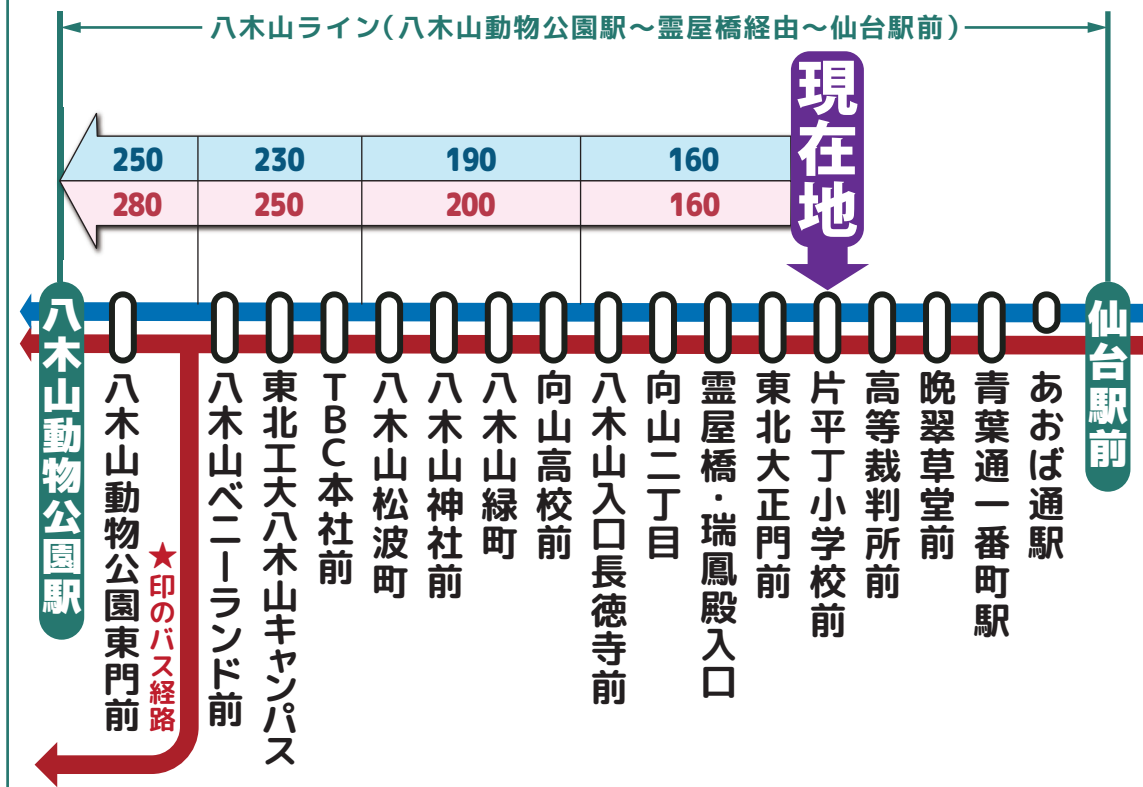 八木山ライン(八木山動物公園駅～霊屋橋経由～仙台駅前)
現在地
250 230 190 160
280 250 200 160
八木山動物公園駅
八木山動物公園東門前
★印のバス経路
八木山ベニーランド前
東北工大八木山キャンパス
TBC本社前
八木山松波町
八木山神社前
八木山緑町
向山高校前
八木山入口長徳寺前
向山二丁目
霊屋橋・瑞鳳殿入口
東北大正門前
片平丁小学校前
高等裁判所前
晩翠草堂前
青葉通一番町駅
あおば通駅
仙台駅前